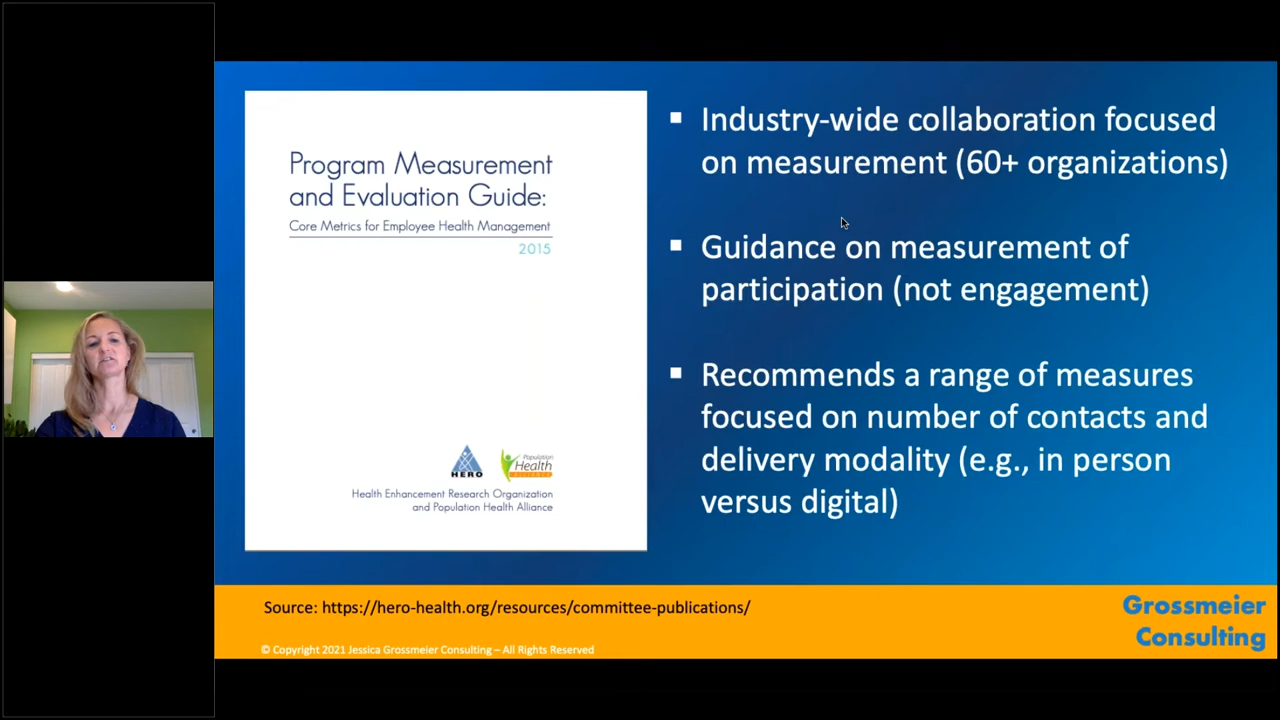 Program Measurement
and Evaluation Guide:
Core Metrics for Employee Health Management
2015
HERO
Population
Health
ALLIANCE
Health Enhancement Research Organization
and Population Health Alliance
▪ Industry-wide collaboration focused
on measurement (60+ organizations)
▪ Guidance on measurement of
participation (not engagement)
▪ Recommends a range of measures
focused on number of contacts and
delivery modality (e.g., in person
versus digital)
Source: https://hero-health.org/resources/committee-publications/
© Copyright 2021 Jessica Grossmeier Consulting – All Rights Reserved
Grossmeier
Consulting